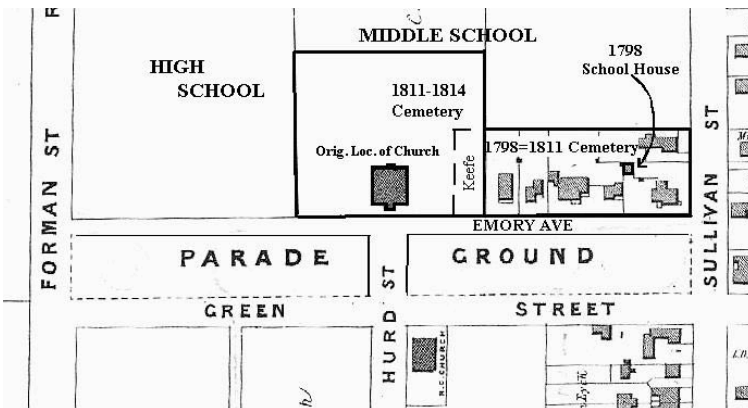 MIDDLE SCHOOL
HIGH
SCHOOL
1798
School House
1811-1814
Cemetery
Orig. Loc. of Church
Keefe
1798=1811 Cemetery
FORMAN ST
SULLIVAN ST
EMORY AVE
PARADE GROUND
HURD ST
GREEN STREET
R.C. CHURCH